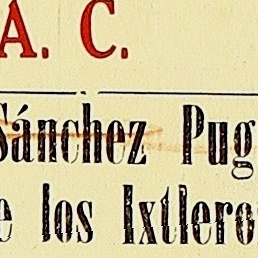 A. C.
Sánchez Pug
e los Ixtlero